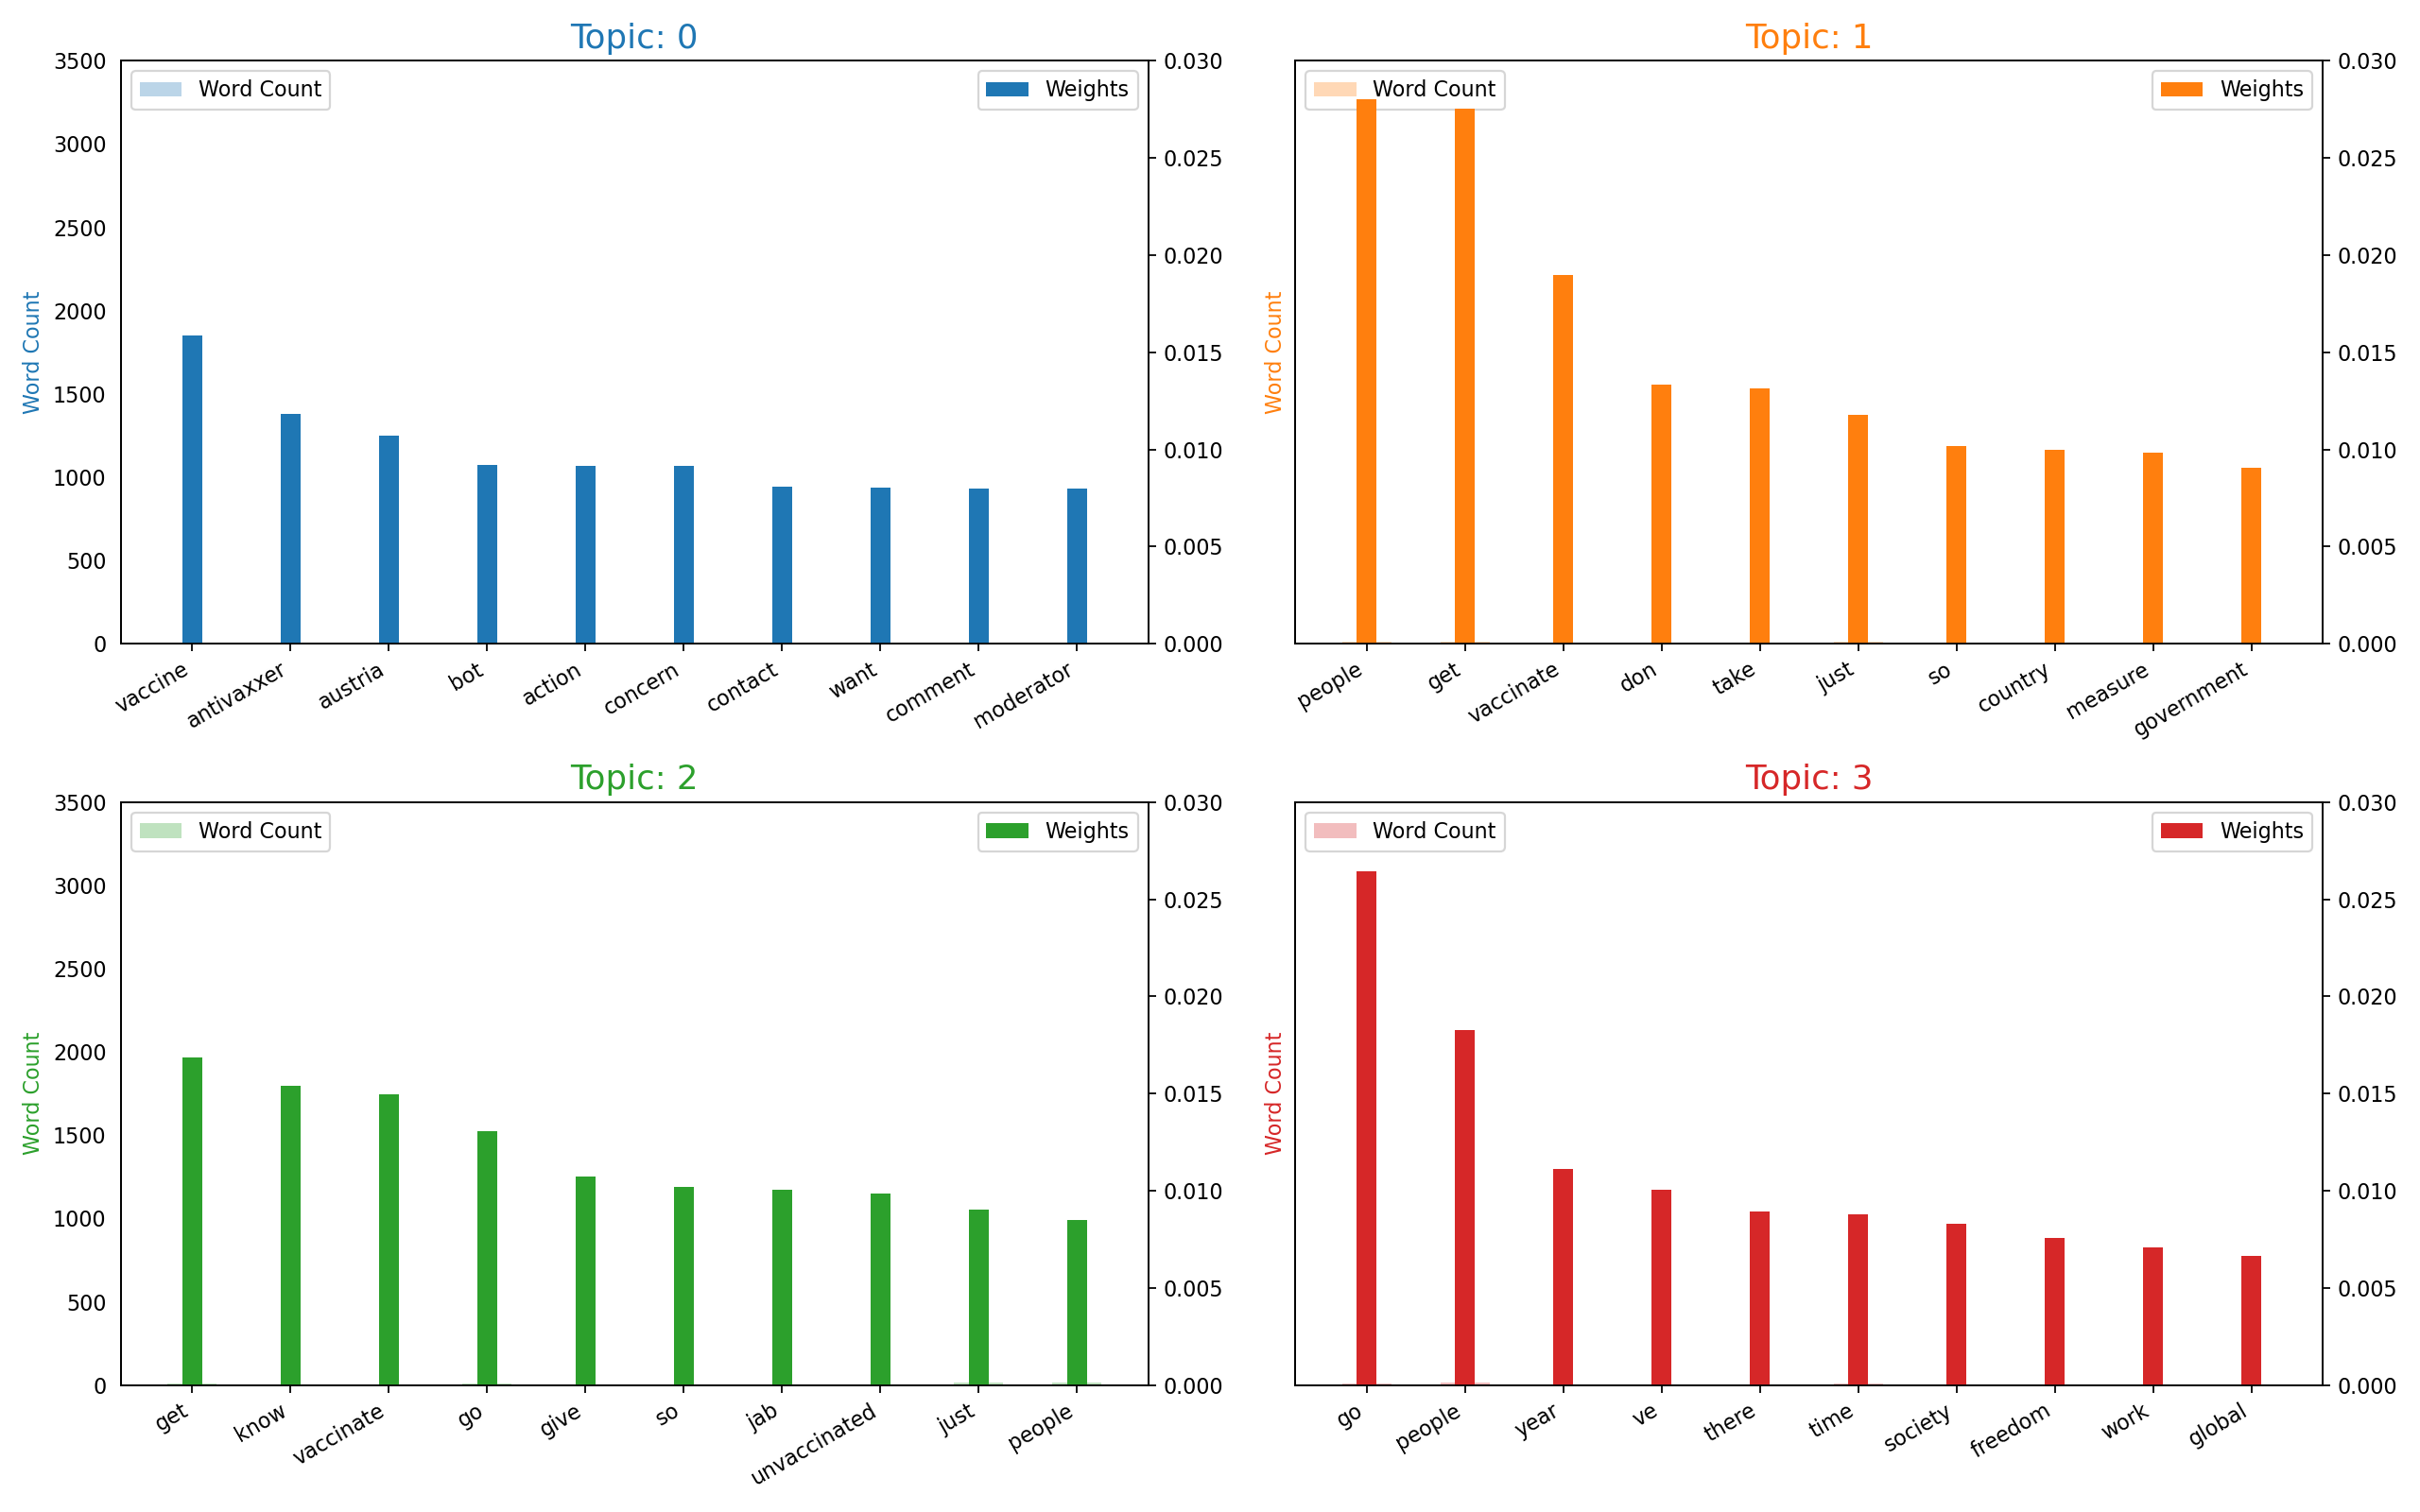 Topic: 0
Word Count
Weights
3500
3000
2500
2000
1500
1000
500
0
Word Count
0.030
0.025
0.020
0.015
0.010
0.005
0.000
vaccine
antivaxxer
austria
bot
action
concern
contact
want
comment
moderator
Topic: 1
Word Count
Weights
Word Count
0.030
0.025
0.020
0.015
0.010
0.005
0.000
people
get
vaccinate
don
take
just
so
country
measure
government
Topic: 2
Word Count
Weights
3500
3000
2500
2000
1500
1000
500
0
Word Count
0.030
0.025
0.020
0.015
0.010
0.005
0.000
get
know
vaccinate
go
give
so
jab
unvaccinated
just
people
Topic: 3
Word Count
Weights
Word Count
0.030
0.025
0.020
0.015
0.010
0.005
0.000
go
people
year
ve
there
time
society
freedom
work
global